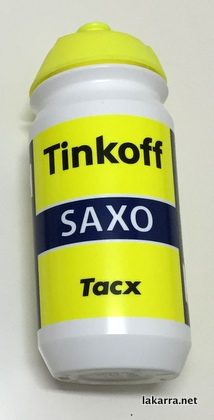 Tinkoff
SAXO
Tacx
lakarra.net